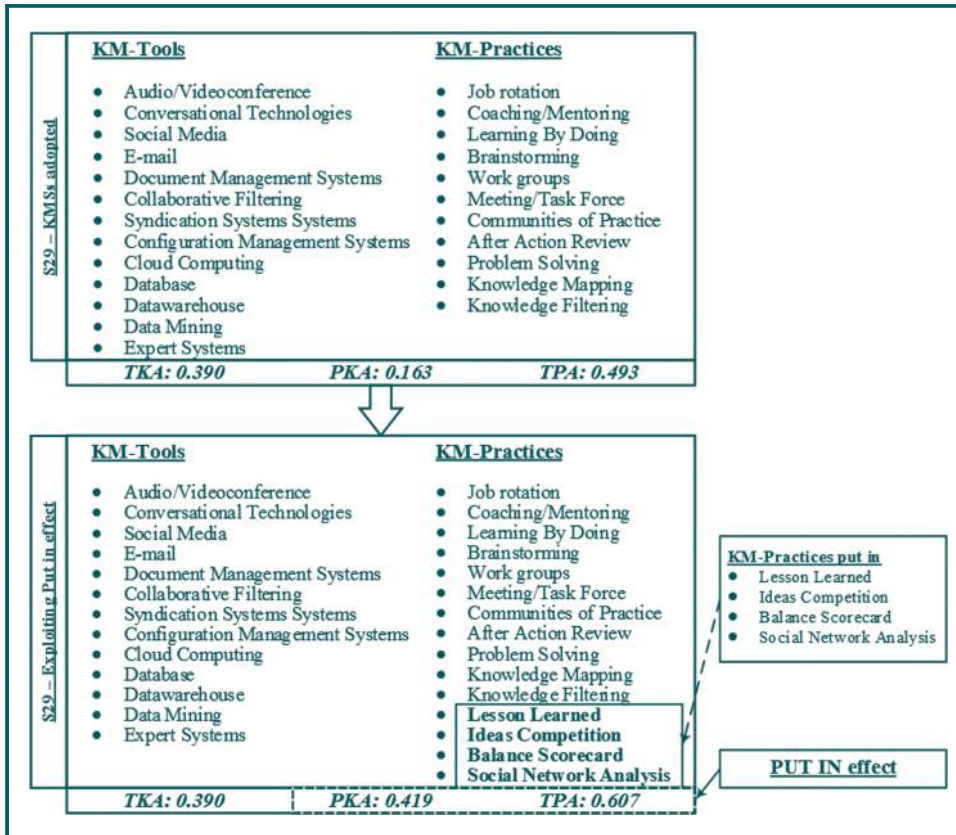 S29 – KMSs adopted
KM-Tools
Audio/Videoconference
Conversational Technologies
Social Media
E-mail
Document Management Systems
Collaborative Filtering
Syndication Systems Systems
Configuration Management Systems
Cloud Computing
Database
Datawarehouse
Data Mining
Expert Systems
KM-Practices
Job rotation
Coaching/Mentoring
Learning By Doing
Brainstorming
Work groups
Meeting/Task Force
Communities of Practice
After Action Review
Problem Solving
Knowledge Mapping
Knowledge Filtering
TKA: 0.390 PKA: 0.163 TPA: 0.493
S29 – Exploiting Put in effect
KM-Tools
Audio/Videoconference
Conversational Technologies
Social Media
E-mail
Document Management Systems
Collaborative Filtering
Syndication Systems Systems
Configuration Management Systems
Cloud Computing
Database
Datawarehouse
Data Mining
Expert Systems
KM-Practices
Job rotation
Coaching/Mentoring
Learning By Doing
Brainstorming
Work groups
Meeting/Task Force
Communities of Practice
After Action Review
Problem Solving
Knowledge Mapping
Knowledge Filtering
Lesson Learned
Ideas Competition
Balance Scorecard
Social Network Analysis
TKA: 0.390 PKA: 0.419 TPA: 0.607
KM-Practices put in
Lesson Learned
Ideas Competition
Balance Scorecard
Social Network Analysis
PUT IN effect